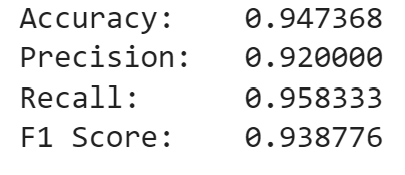 Accuracy:    0.947368
Precision:   0.920000
Recall:      0.958333
F1 Score:    0.938776